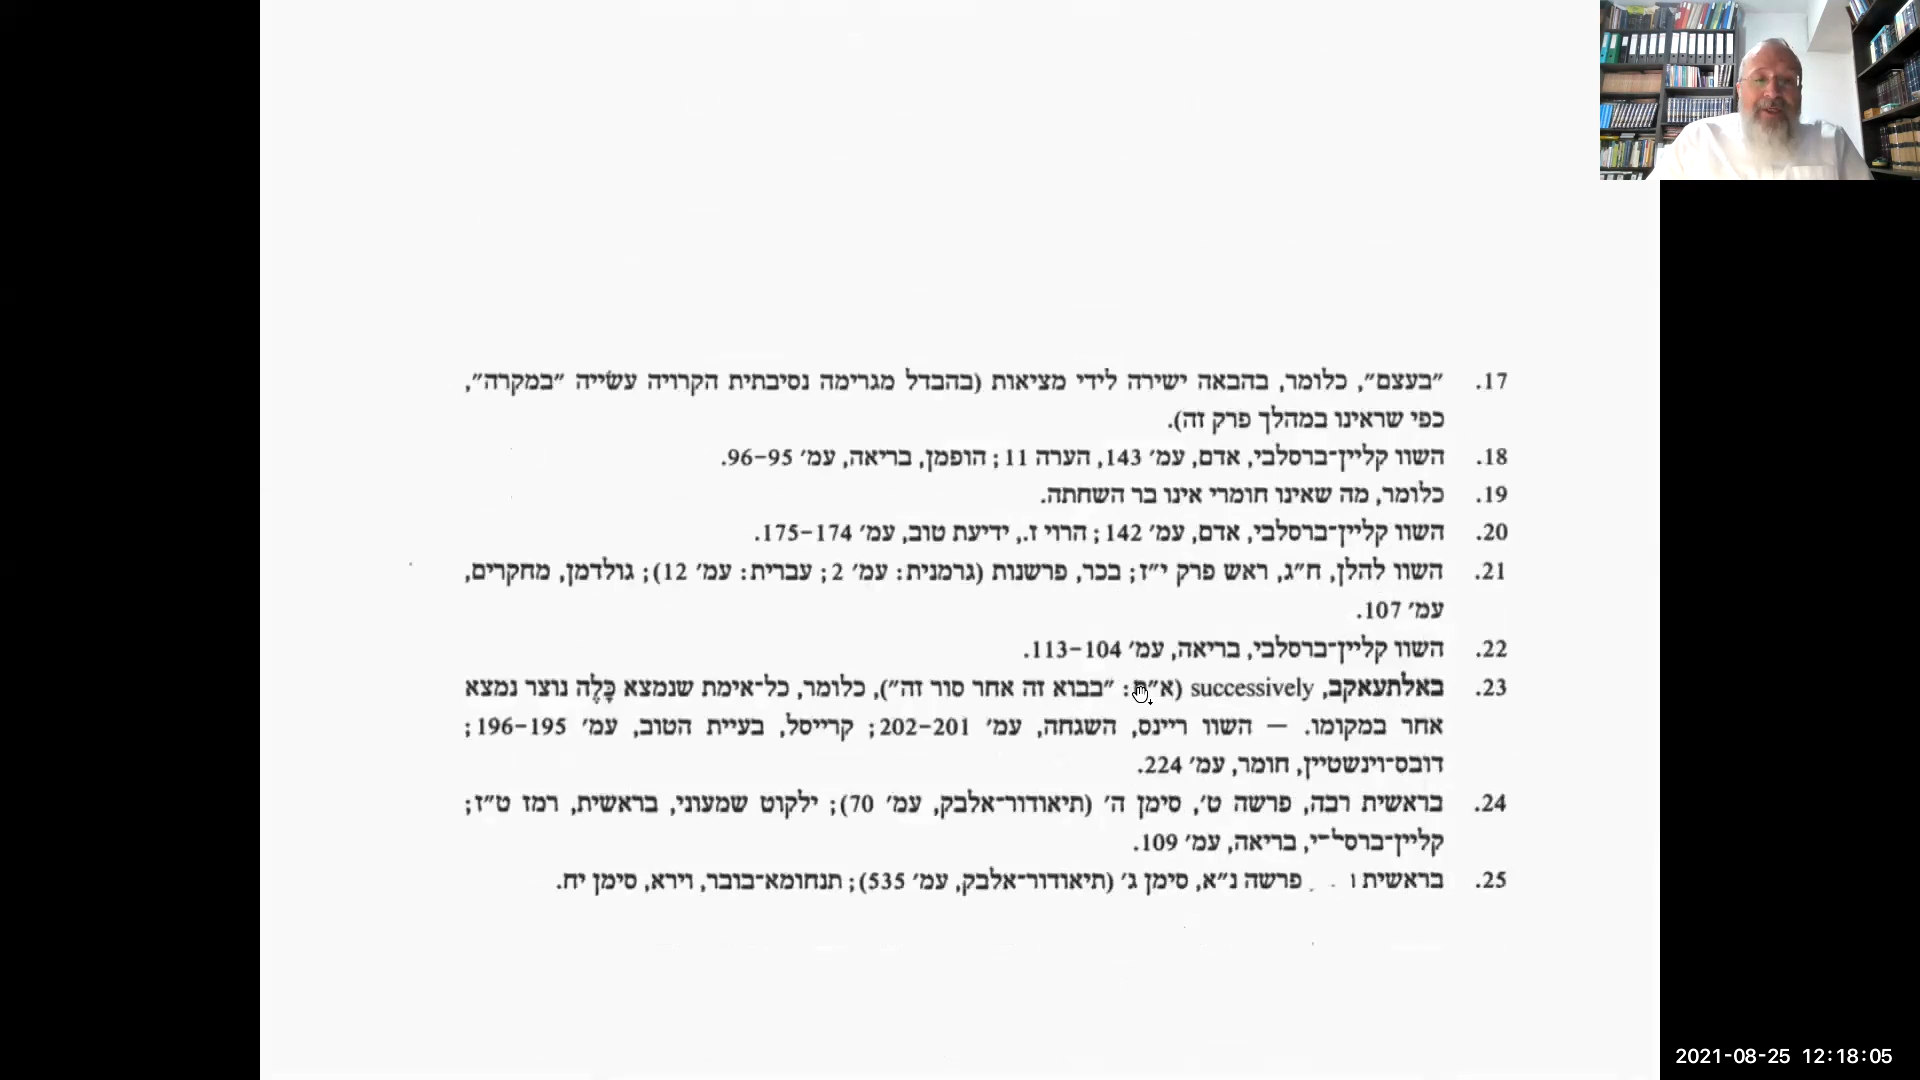 17. "בעצם", כלומר, בהבאה ישירה לידי מציאות (בהבדל מגרימה נסיבתית הקרויה עשׂייה "במקרה",
כפי שראינו במהלך פרק זה).
18. השוו קליין־ברסלבי, אדם, עמ' 143, הערה 11; הופמן, בריאה, עמ' 95–96.
19. כלומר, מה שאינו חומרי אינו בר השחתה.
20. השוו קליין־ברסלבי, אדם, עמ' 142; הרוי ז., ידיעת טוב, עמ' 174–175.
21. השוו להלן, ח"ג, ראש פרק י"ז; בכר, פרשנות (גרמנית: עמ' 2; עברית: עמ' 12); גולדמן, מחקרים,
עמ' 107.
22. השוו קליין־ברסלבי, בריאה, עמ' 104–113.
23. באלתעאקב, successively (א"ת: "בבוא זה אחר סור זה"), כלומר, כל־אימת שנמצא כָּלֶה נוצר נמצא
אחר במקומו. — השוו ריינס, השגחה, עמ' 201–202; קרייסל, בעיית הטוב, עמ' 195–196;
דובס־וינשטיין, חומר, עמ' 224.
24. בראשית רבה, פרשה ט', סימן ה' (תיאודור־אלבק, עמ' 70); ילקוט שמעוני, בראשית, רמז ט"ז;
בריאה, עמ' 109.
25. בראשית פרשה נ"א, סימן ג' (תיאודור־אלבק, עמ' 535); תנחומא־בובר, וירא, סימן יח.
2021-08-25 12:18:05